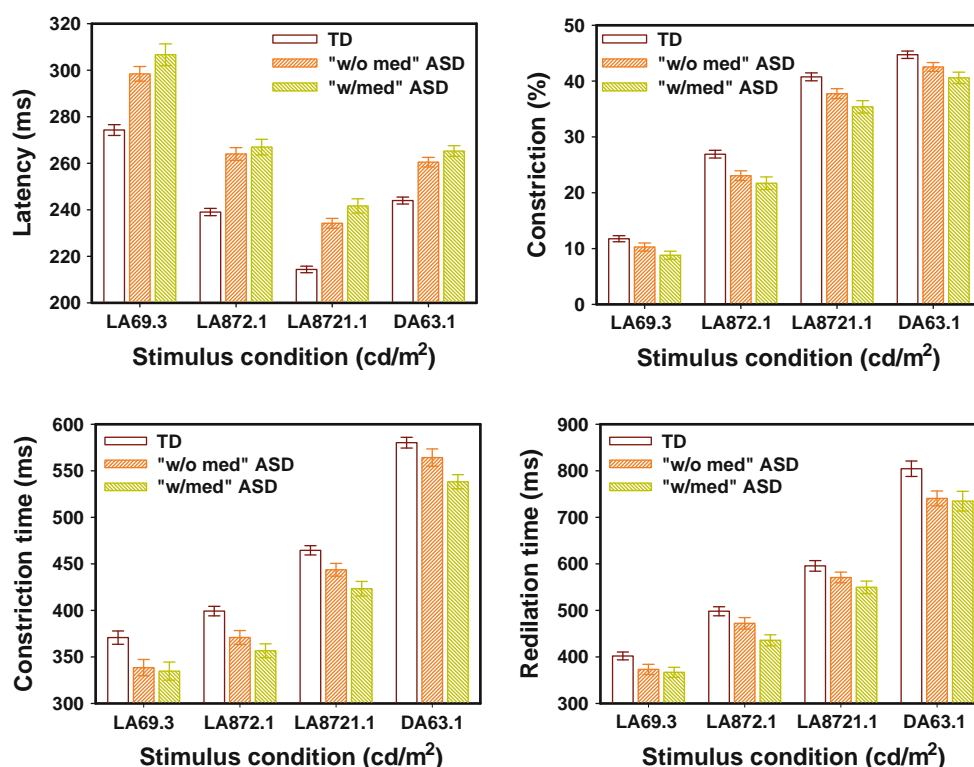 320
300
280
260
240
220
200
Latency (ms)
TD
"w/o med" ASD
"w/med" ASD
LA69.3 LA872.1 LA8721.1 DA63.1
Stimulus condition (cd/m²)
50
40
30
20
10
0
Constriction (%)
TD
"w/o med" ASD
"w/med" ASD
LA69.3 LA872.1 LA8721.1 DA63.1
Stimulus condition (cd/m²)
600
550
500
450
400
350
300
Constriction time (ms)
TD
"w/o med" ASD
"w/med" ASD
LA69.3 LA872.1 LA8721.1 DA63.1
Stimulus condition (cd/m²)
900
800
700
600
500
400
300
Redilation time (ms)
TD
"w/o med" ASD
"w/med" ASD
LA69.3 LA872.1 LA8721.1 DA63.1
Stimulus condition (cd/m²)